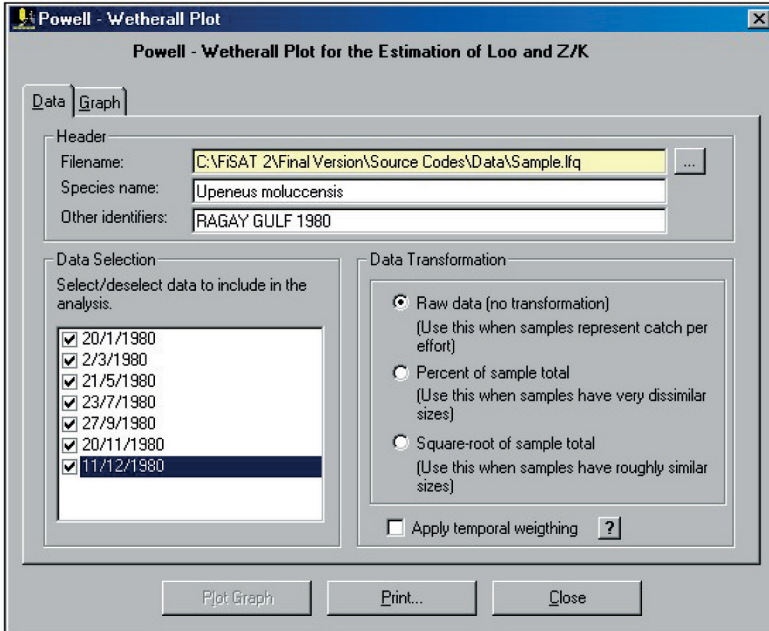 Powell - Wetherall Plot
Powell - Wetherall Plot for the Estimation of Loo and Z/K
Data
Graph
Header
Filename:
C:\FiSAT 2\Final Version\Source Codes\Data\Sample.lfq
...
Species name:
Upeneus moluccensis
Other identifiers:
RAGAY GULF 1980
Data Selection
Select/deselect data to include in the
analysis.
20/1/1980
2/3/1980
21/5/1980
23/7/1980
27/9/1980
20/11/1980
11/12/1980
Data Transformation
Raw data (no transformation)
(Use this when samples represent catch per
effort)
Percent of sample total
(Use this when samples have very dissimilar
sizes)
Square-root of sample total
(Use this when samples have roughly similar
sizes)
Apply temporal weigthing
?
Plot Graph
Print...
Close